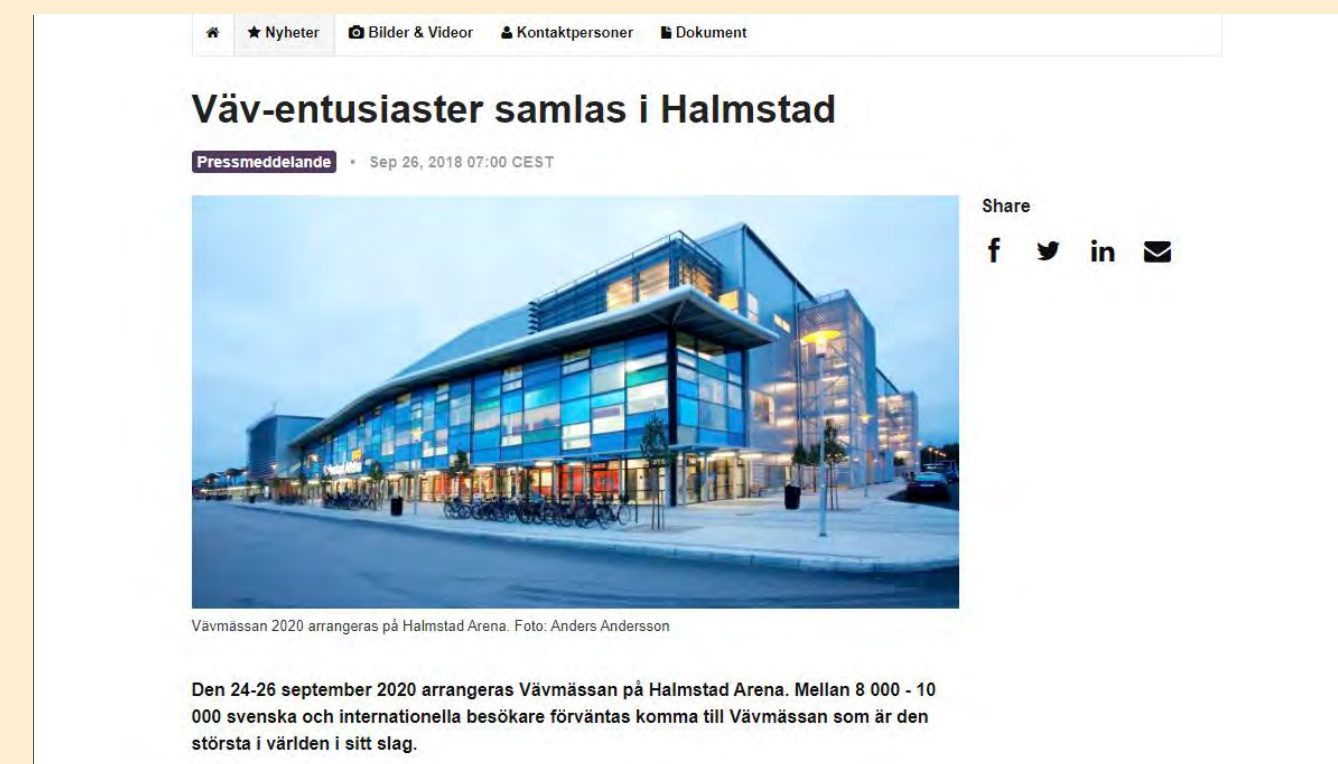 Nyheter Bilder & Videor Kontaktpersoner Dokument
Väv-entusiaster samlas i Halmstad
Pressmeddelande • Sep 26, 2018 07:00 CEST
Share
Vävmässan 2020 arrangeras på Halmstad Arena. Foto: Anders Andersson
Den 24-26 september 2020 arrangeras Vävmässan på Halmstad Arena. Mellan 8 000 - 10
000 svenska och internationella besökare förväntas komma till Vävmässan som är den
största i världen i sitt slag.